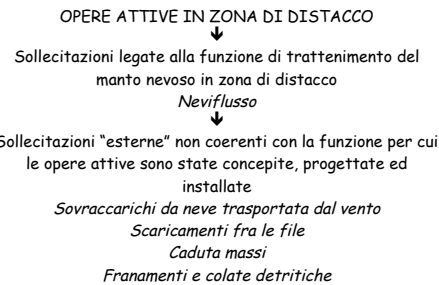 OPERE ATTIVE IN ZONA DI DISTACCO
Sollecitazioni legate alla funzione di trattenimento del
manto nevoso in zona di distacco
Neviflusso
Sollecitazioni "esterne" non coerenti con la funzione per cui
le opere attive sono state concepite, progettate ed
installate
Sovraccarichi da neve trasportata dal vento
Scaricamenti fra le file
Caduta massi
Franamenti e colate detritiche